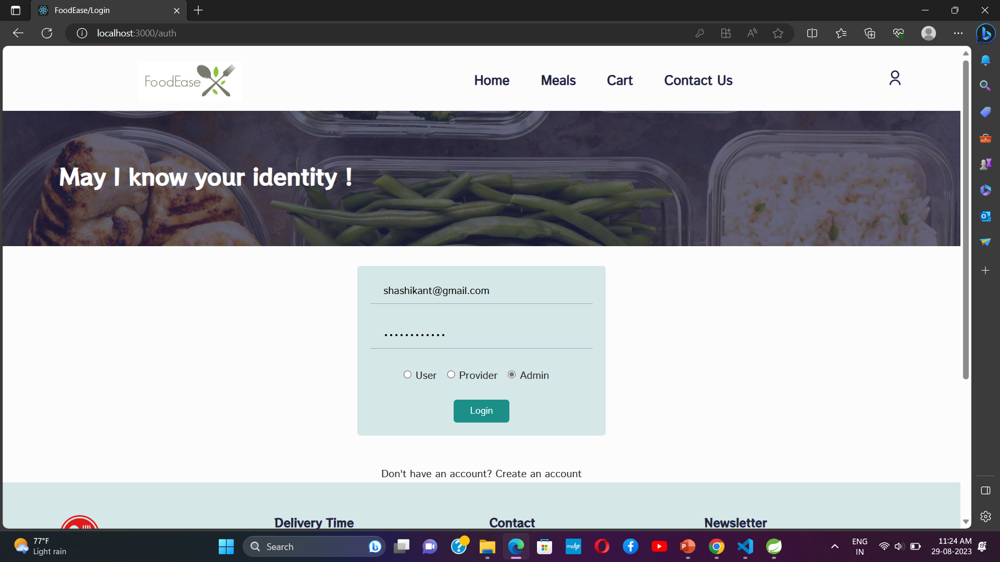 FoodEase/Login
localhost:3000/auth
FoodEase
Home Meals Cart Contact Us
May I know your identity !
shashikant@gmail.com
User Provider Admin
Login
Don't have an account? Create an account
Delivery Time Contact Newsletter
77°F
Light rain
Search
myhp
ENG
IN
11:24 AM
29-08-2023